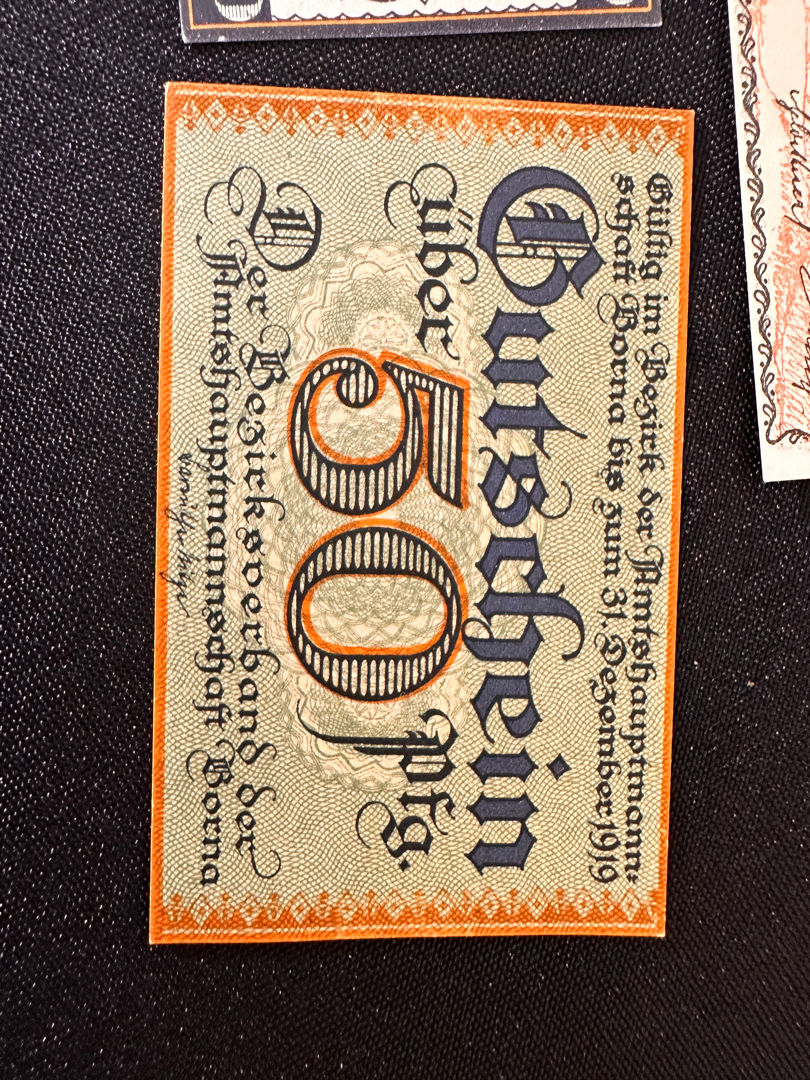 Gültig im Bezirk der Amtshauptmann⸗
schaft Borna bis zum 31. Dezember 1919
Gutschein
über 50 Pfg.
Der Bezirksverband der
Amtshauptmannschaft Borna